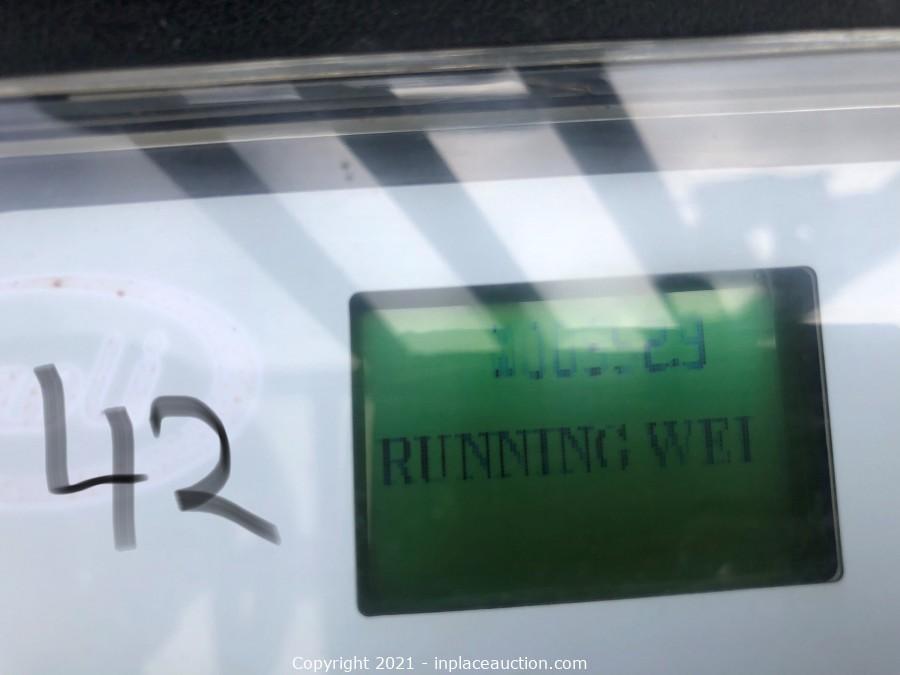 RUNNING WEI
42
Copyright 2021 - inplaceauction.com